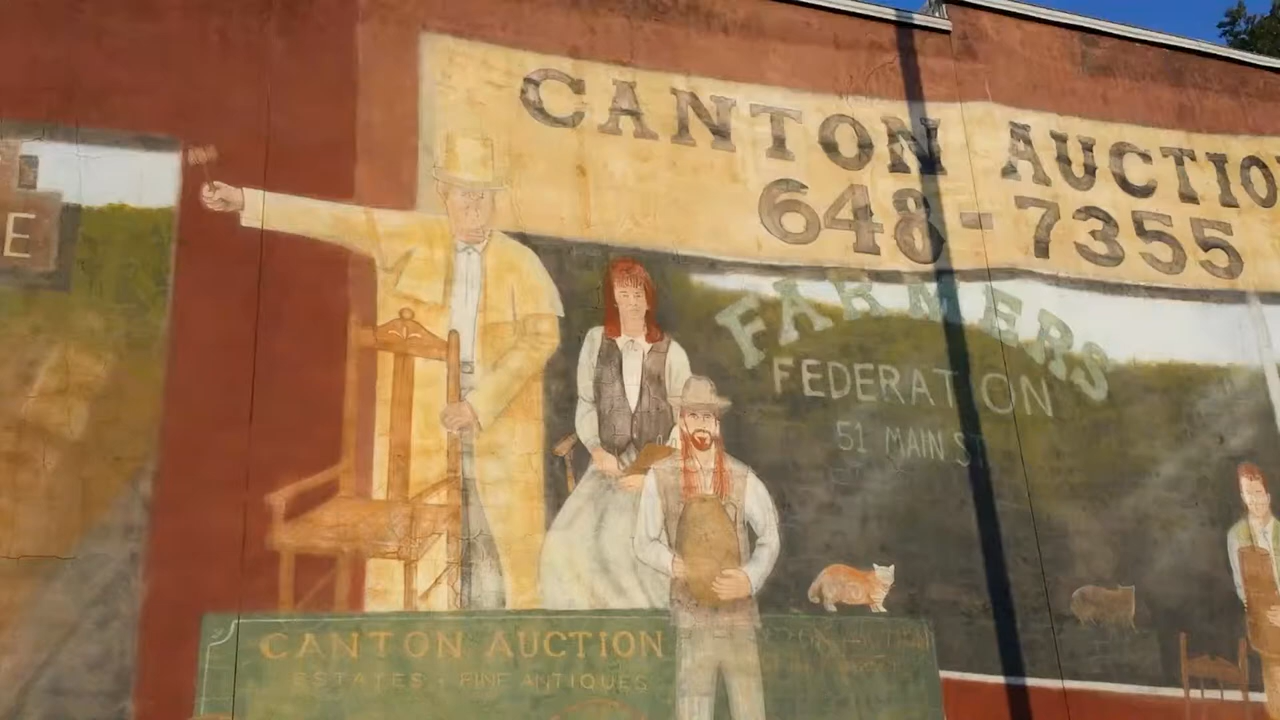 E
CANTON AUCTIO
648-7355
FARMERS
FEDERATION
51 MAIN ST
CANTON AUCTION
ESTATES - FINE ANTIQUES